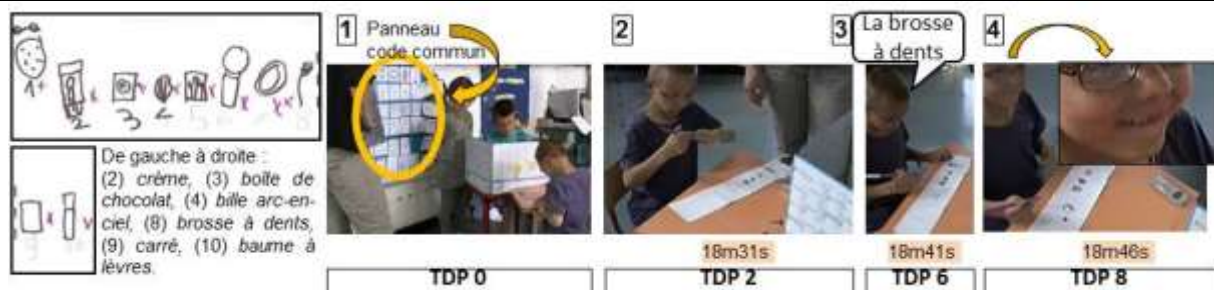 1 Panneau
code commun
2
3 La brosse
à dents
4
De gauche à droite :
(2) crème, (3) boîte de
chocolat, (4) bille arc-en-
ciel, (8) brosse à dents,
(9) carré, (10) baume à
lèvres.
18m31s
18m41s
18m46s
TDP 0
TDP 2
TDP 6
TDP 8